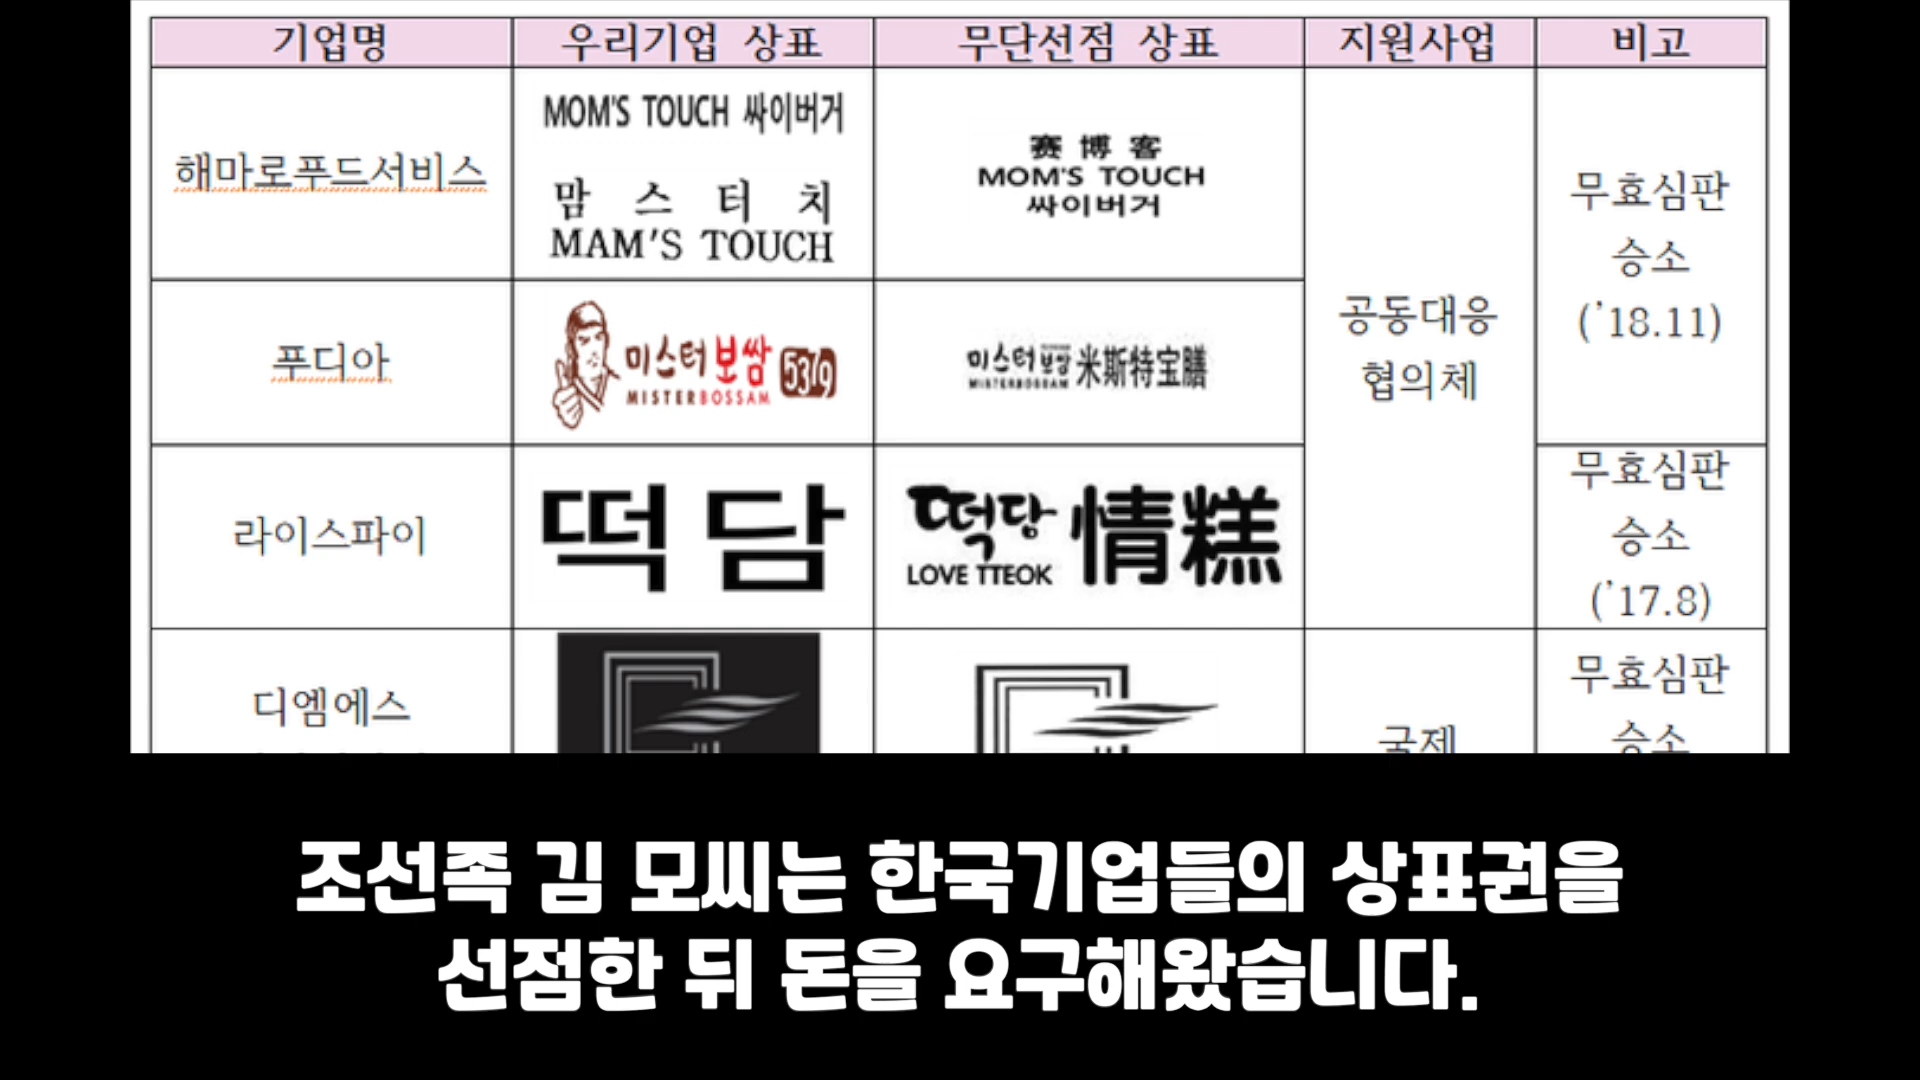 기업명 우리기업 상표 무단선점 상표 지원사업 비고
해마로푸드서비스
MOM'S TOUCH 싸이버거
맘스터치
MAM'S TOUCH
赛博客
MOM'S TOUCH
싸이버거
공동대응
협의체
무효심판
승소
('18.11)
푸디아
미스터보쌈 5379
MISTERBOSSAM
미스터보쌈 米斯特宝膳
MISTERBOSSAM
라이스파이
떡담
떡당 情糕
LOVE TTEOK
무효심판
승소
('17.8)
디엠에스
국제
무효심판
승소
조선족 김 모씨는 한국기업들의 상표권을
선점한 뒤 돈을 요구해왔습니다.